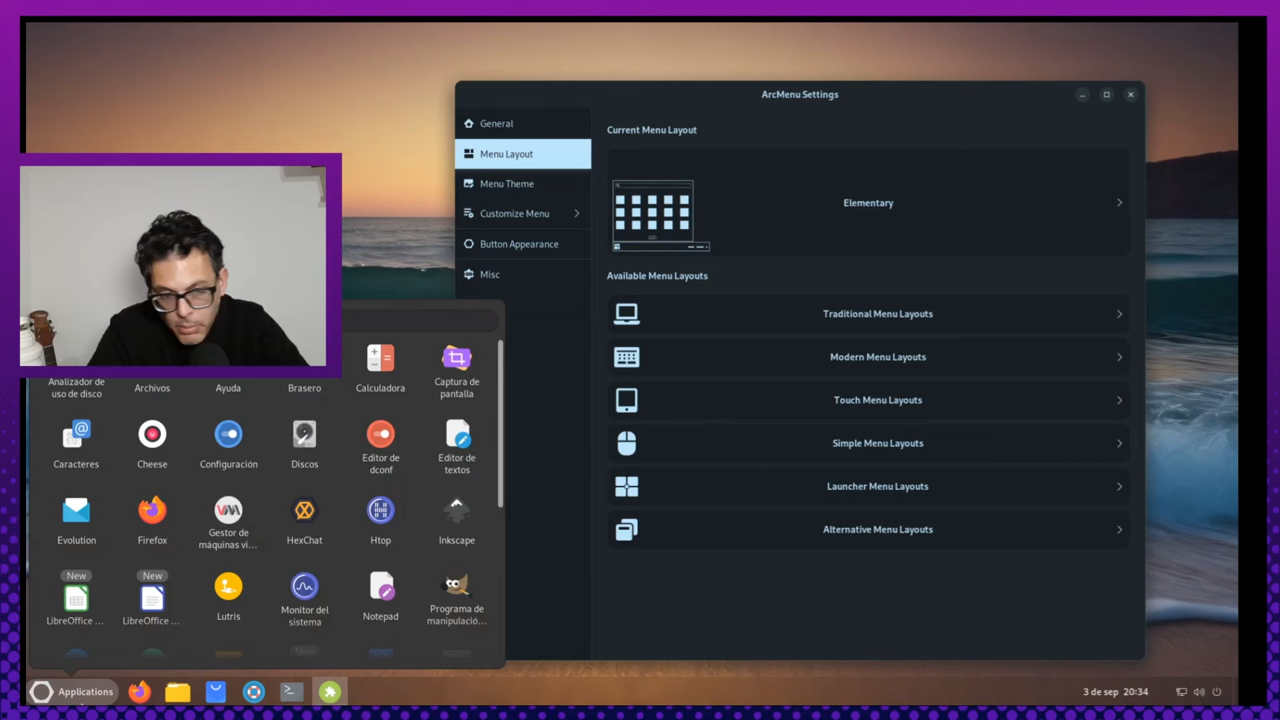 ArcMenu Settings
General
Menu Layout
Menu Theme
Customize Menu
Button Appearance
Misc
Current Menu Layout
Elementary
Available Menu Layouts
Traditional Menu Layouts
Modern Menu Layouts
Touch Menu Layouts
Simple Menu Layouts
Launcher Menu Layouts
Alternative Menu Layouts
Analizador de
uso de disco
Archivos
Ayuda
Brasero
Calculadora
Captura de
pantalla
Caracteres
Cheese
Configuración
Discos
Editor de
dconf
Editor de
textos
Evolution
Firefox
VM
Gestor de
máquinas vi...
HexChat
Htop
Inkscape
New
LibreOffice ...
New
LibreOffice ...
Lutris
Monitor del
sistema
Notepad
Programa de
manipulació...
New
Applications
3 de sep 20:34